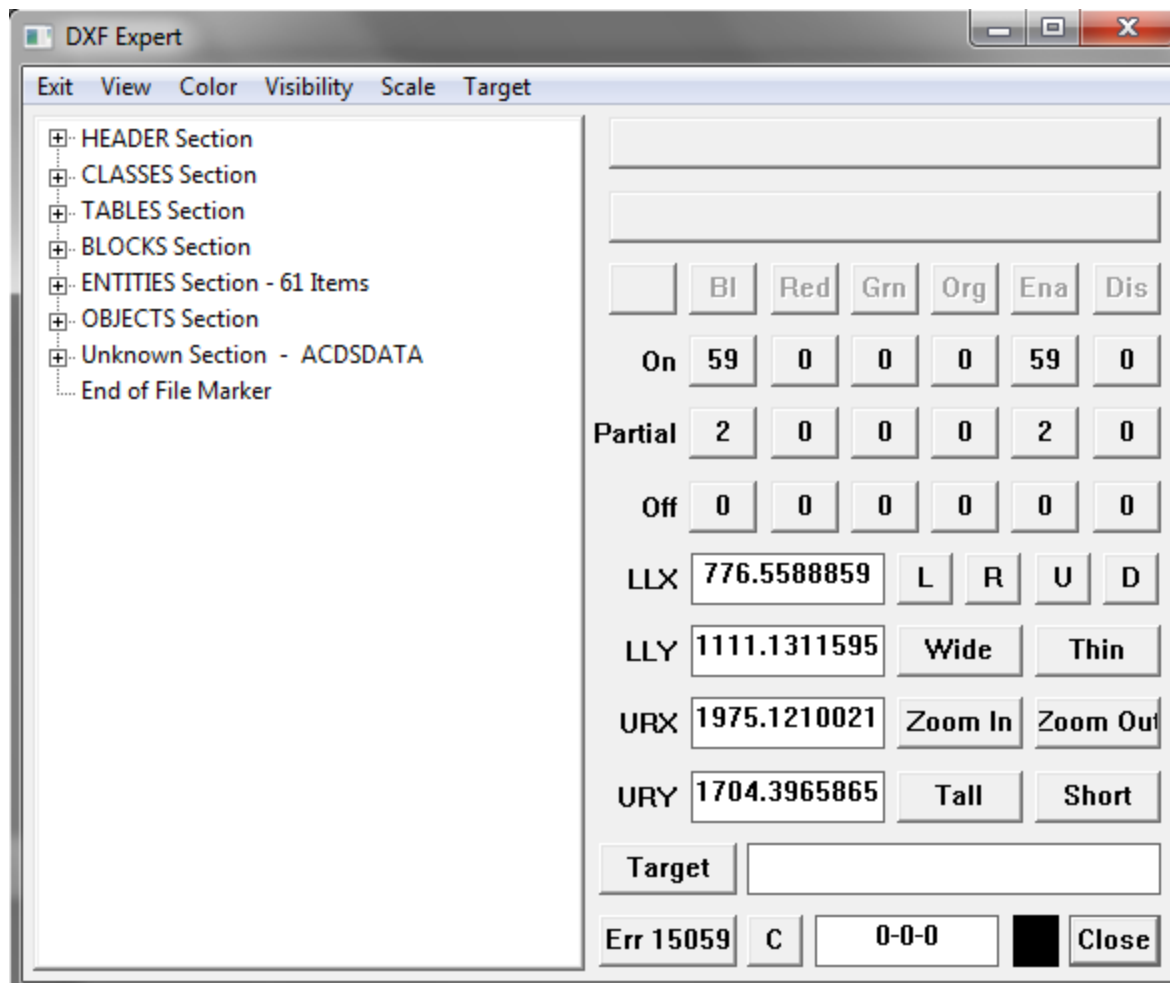 DXF Expert
Exit View Color Visibility Scale Target
HEADER Section
CLASSES Section
TABLES Section
BLOCKS Section
ENTITIES Section - 61 Items
OBJECTS Section
Unknown Section - ACDSDATA
End of File Marker
Bl Red Grn Org Ena Dis
On 59 0 0 0 59 0
Partial 2 0 0 0 2 0
Off 0 0 0 0 0 0
LLX 776.5588859 L R U D
LLY 1111.1311595 Wide Thin
URX 1975.1210021 Zoom In Zoom Out
URY 1704.3965865 Tall Short
Target
Err 15059 C 0-0-0 Close